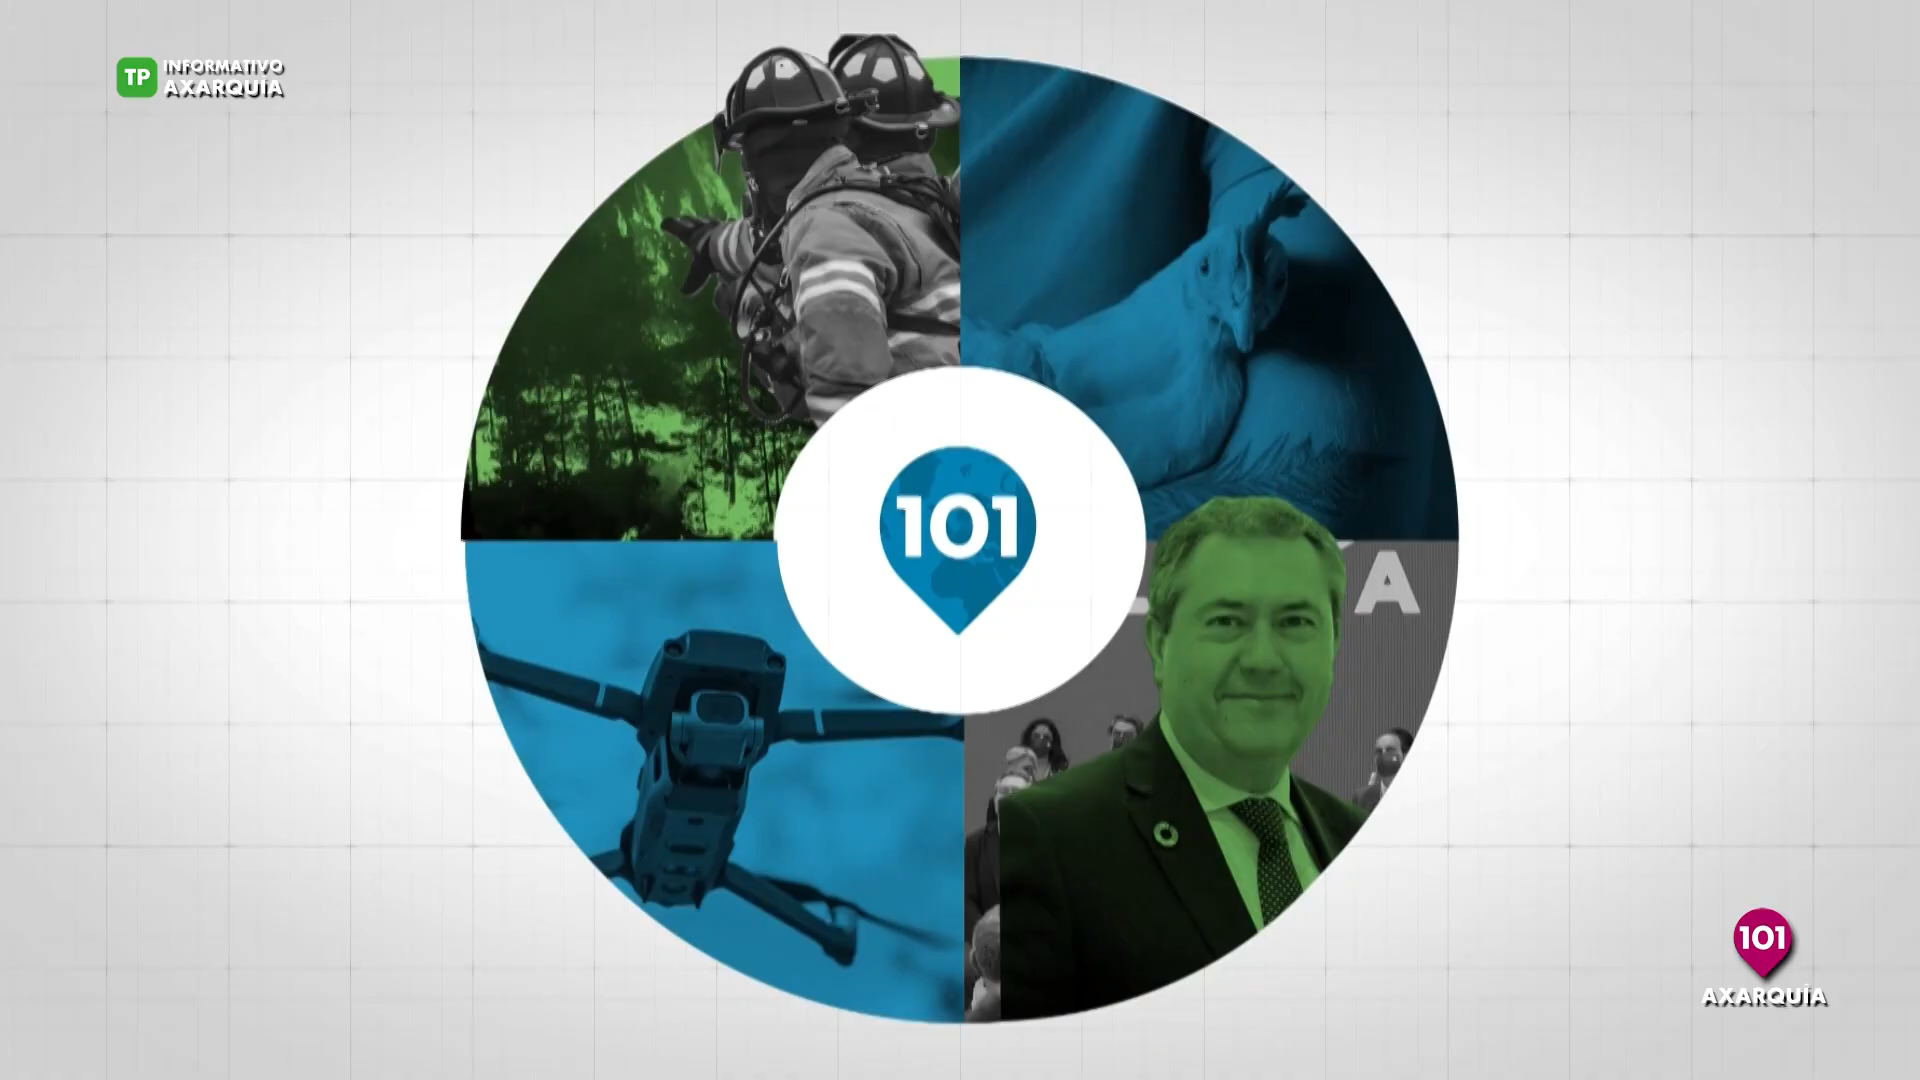 TP INFORMATIVO
AXARQUÍA
101
A
101
AXARQUÍA